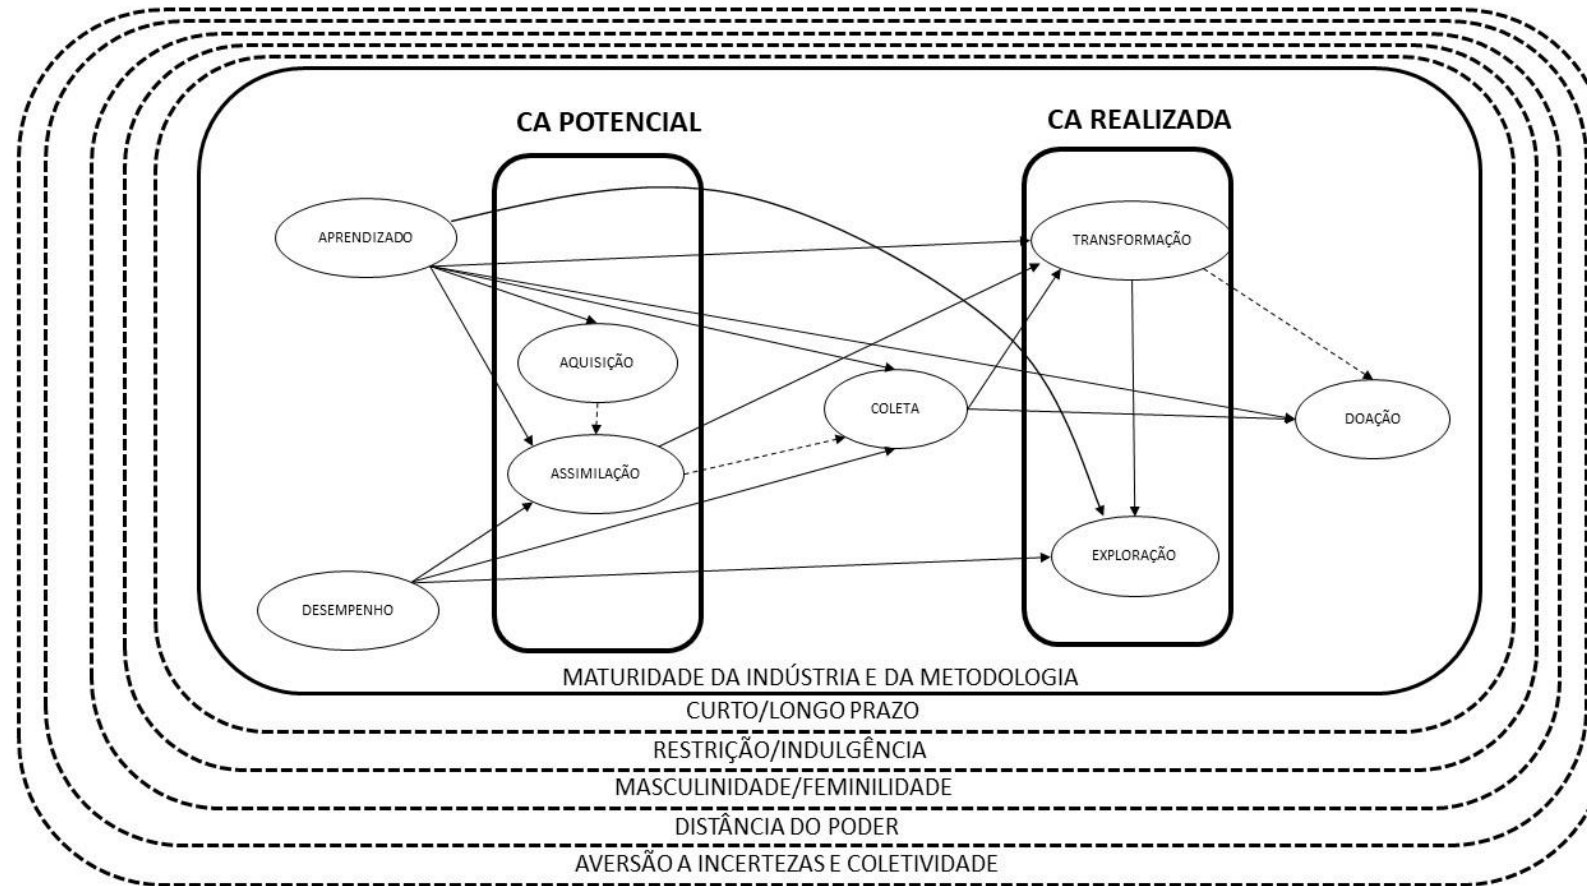 CA POTENCIAL
CA REALIZADA
APRENDIZADO
TRANSFORMAÇÃO
AQUISIÇÃO
COLETA
DOAÇÃO
ASSIMILAÇÃO
EXPLORAÇÃO
DESEMPENHO
MATURIDADE DA INDÚSTRIA E DA METODOLOGIA
CURTO/LONGO PRAZO
RESTRIÇÃO/INDULGÊNCIA
MASCULINIDADE/FEMINILIDADE
DISTÂNCIA DO PODER
AVERSÃO A INCERTEZAS E COLETIVIDADE